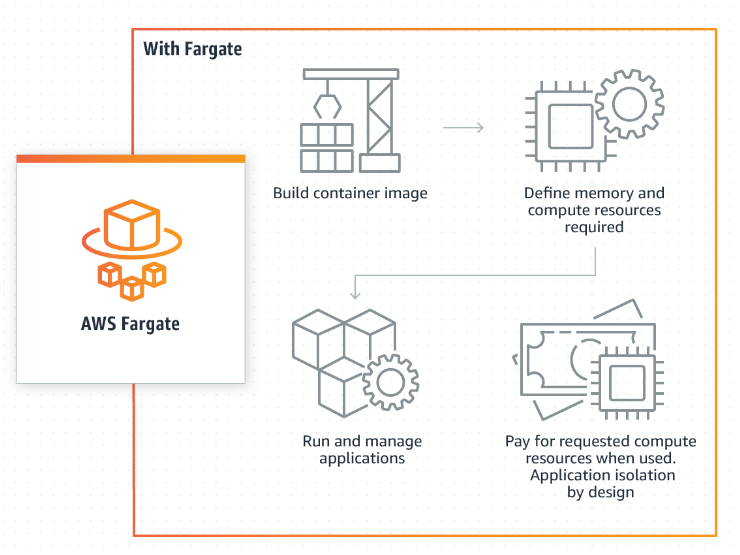 With Fargate
AWS Fargate
Build container image
Define memory and
compute resources
required
Run and manage
applications
Pay for requested compute
resources when used.
Application isolation
by design